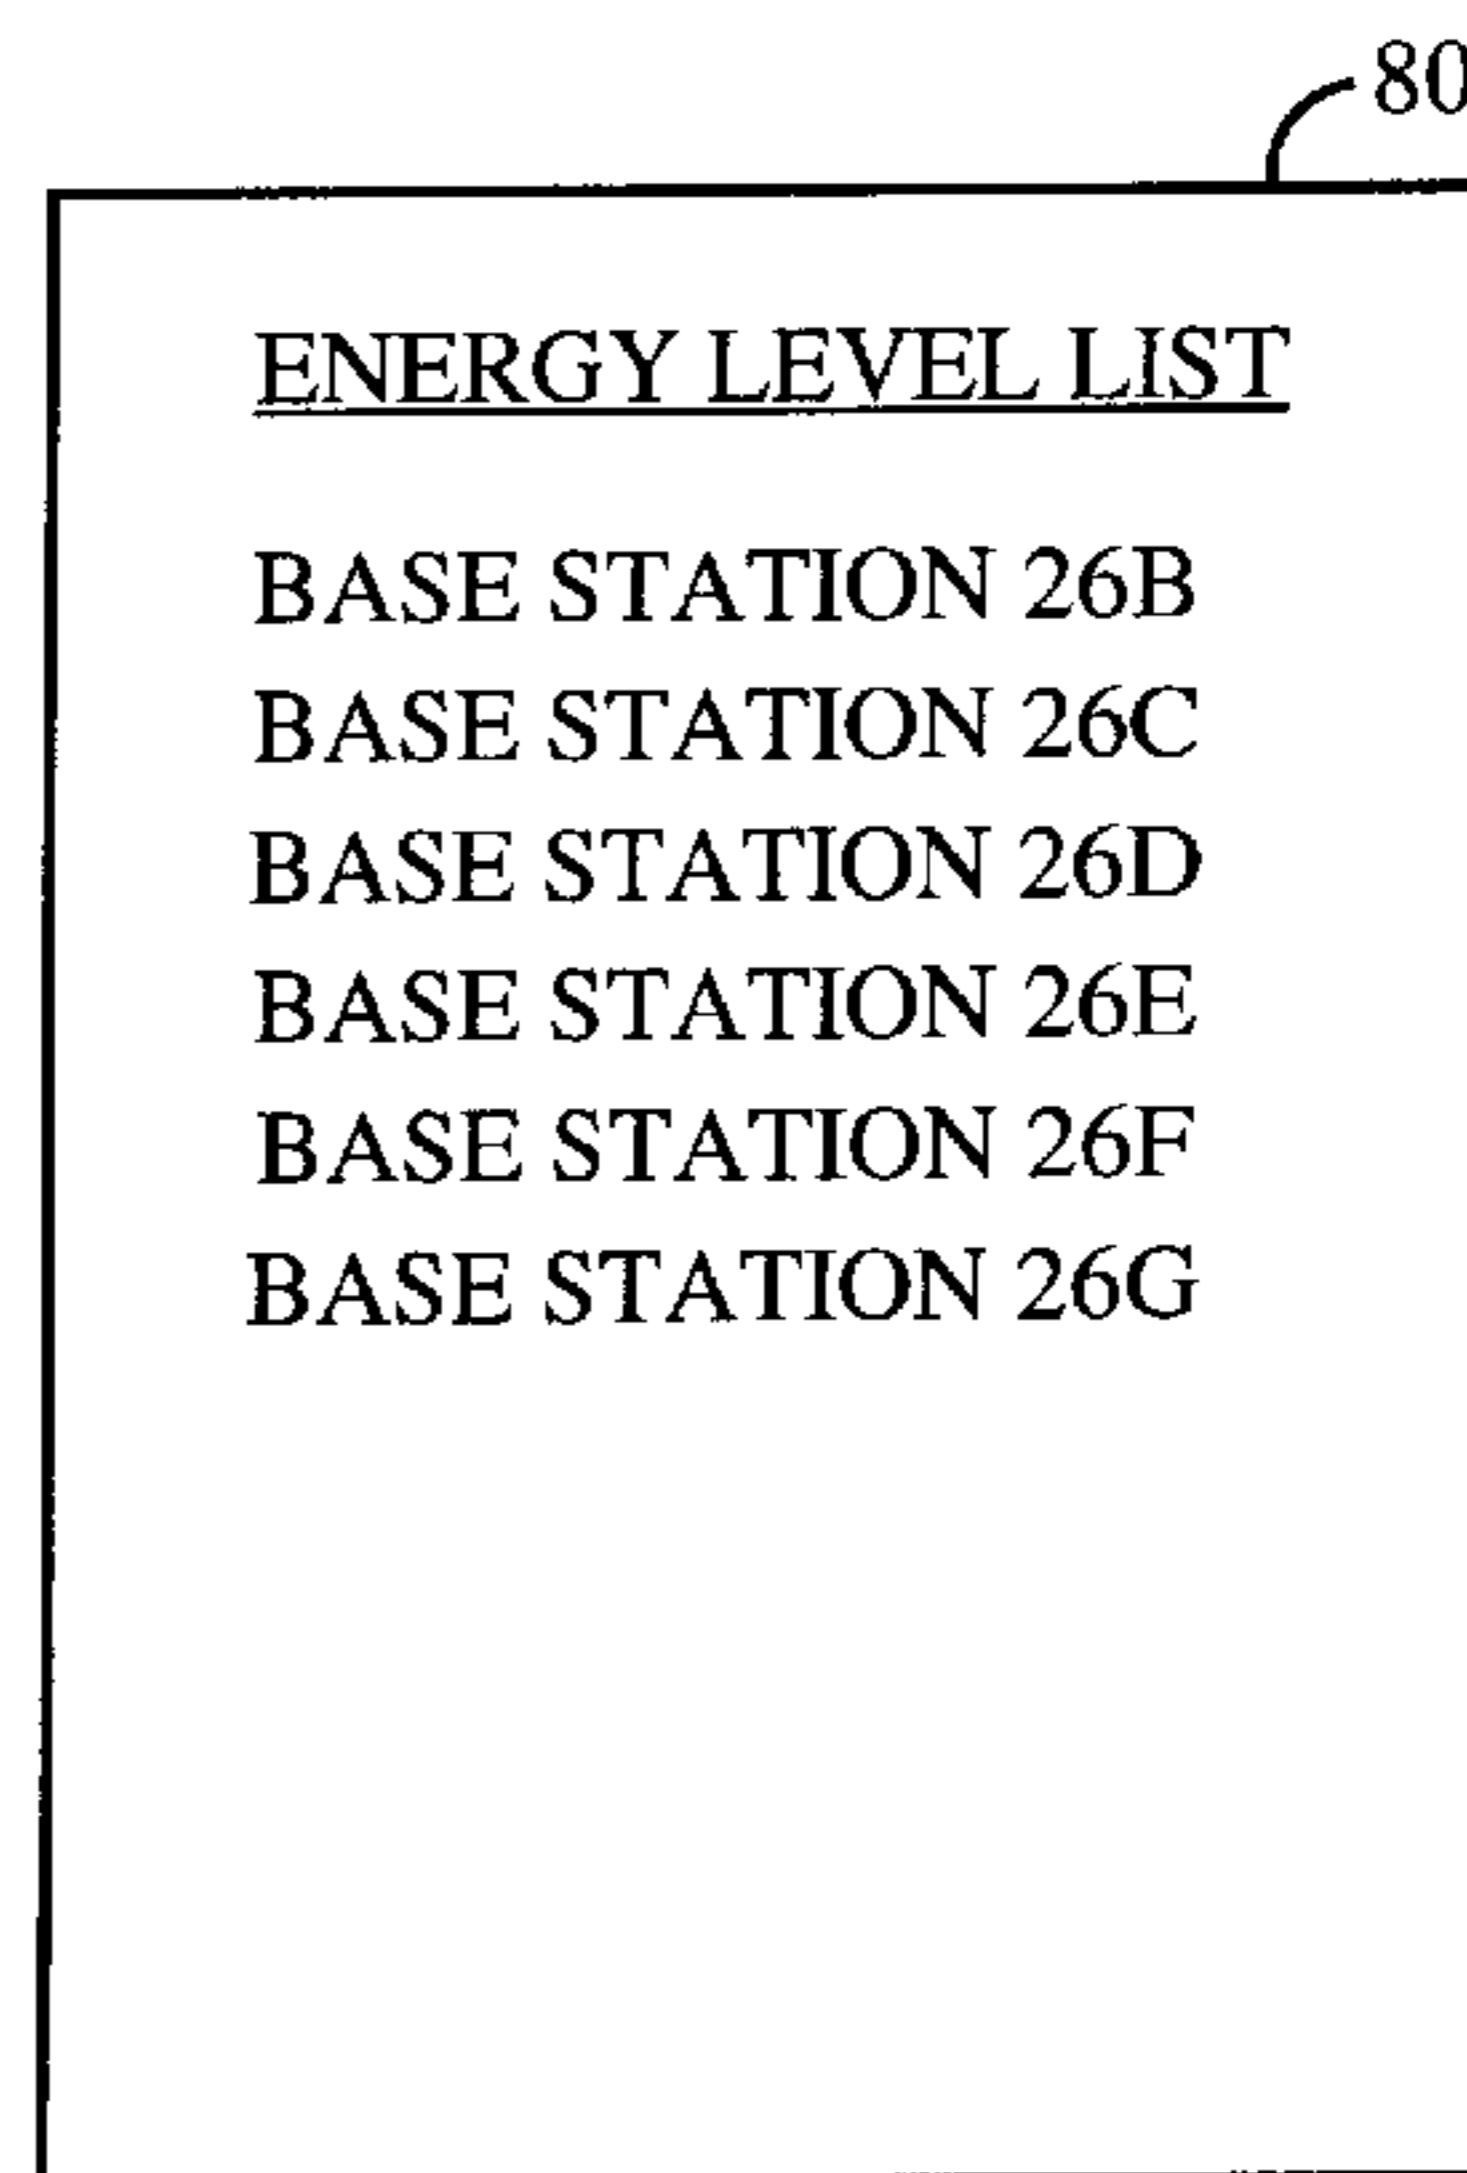 80
ENERGY LEVEL LIST
BASE STATION 26B
BASE STATION 26C
BASE STATION 26D
BASE STATION 26E
BASE STATION 26F
BASE STATION 26G